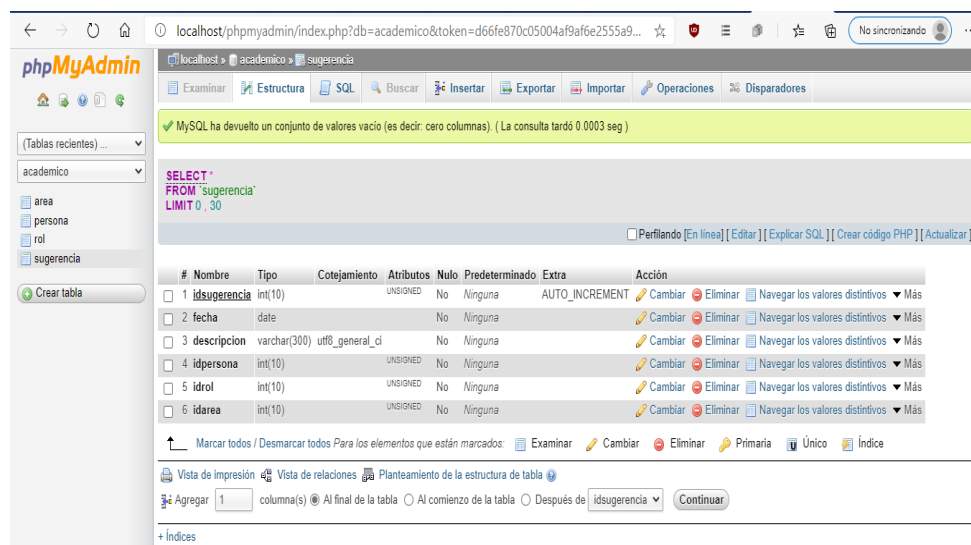 localhost/phpmyadmin/index.php?db=academico&token=d66fe870c05004af9af6e2555a9...
No sincronizando
phpMyAdmin
(Tablas recientes) ...
academico
area
persona
rol
sugerencia
Crear tabla
localhost » academico » sugerencia
Examinar Estructura SQL Buscar Insertar Exportar Importar Operaciones Disparadores
MySQL ha devuelto un conjunto de valores vacío (es decir: cero columnas). ( La consulta tardó 0.0003 seg )
SELECT *
FROM `sugerencia`
LIMIT 0 , 30
Perfilando [En línea] [ Editar ] [ Explicar SQL ] [ Crear código PHP ] [ Actualizar ]
# Nombre Tipo Cotejamiento Atributos Nulo Predeterminado Extra Acción
1 idsugerencia int(10) UNSIGNED No Ninguna AUTO_INCREMENT Cambiar Eliminar Navegar los valores distintivos Más
2 fecha date No Ninguna Cambiar Eliminar Navegar los valores distintivos Más
3 descripcion varchar(300) utf8_general_ci No Ninguna Cambiar Eliminar Navegar los valores distintivos Más
4 idpersona int(10) UNSIGNED No Ninguna Cambiar Eliminar Navegar los valores distintivos Más
5 idrol int(10) UNSIGNED No Ninguna Cambiar Eliminar Navegar los valores distintivos Más
6 idarea int(10) UNSIGNED No Ninguna Cambiar Eliminar Navegar los valores distintivos Más
Marcar todos / Desmarcar todos Para los elementos que están marcados: Examinar Cambiar Eliminar Primaria Único Índice
Vista de impresión Vista de relaciones Planteamiento de la estructura de tabla
Agregar 1 columna(s) Al final de la tabla Al comienzo de la tabla Después de idsugerencia Continuar
+ Índices